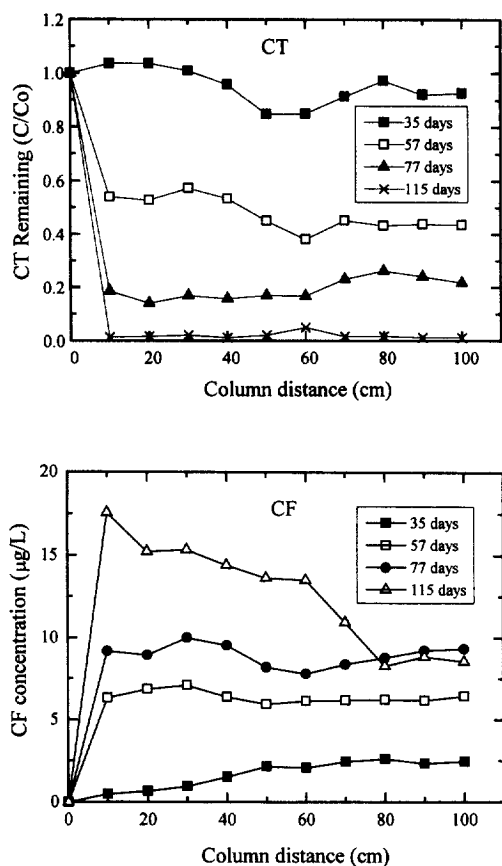 1.2
CT
1.0
CT Remaining (C/Co)
0.8
35 days
57 days
77 days
115 days
0.6
0.4
0.2
0.0
0 20 40 60 80 100
Column distance (cm)
20
CF
35 days
57 days
77 days
115 days
15
CF concentration (µg/L)
10
5
0
0 20 40 60 80 100
Column distance (cm)